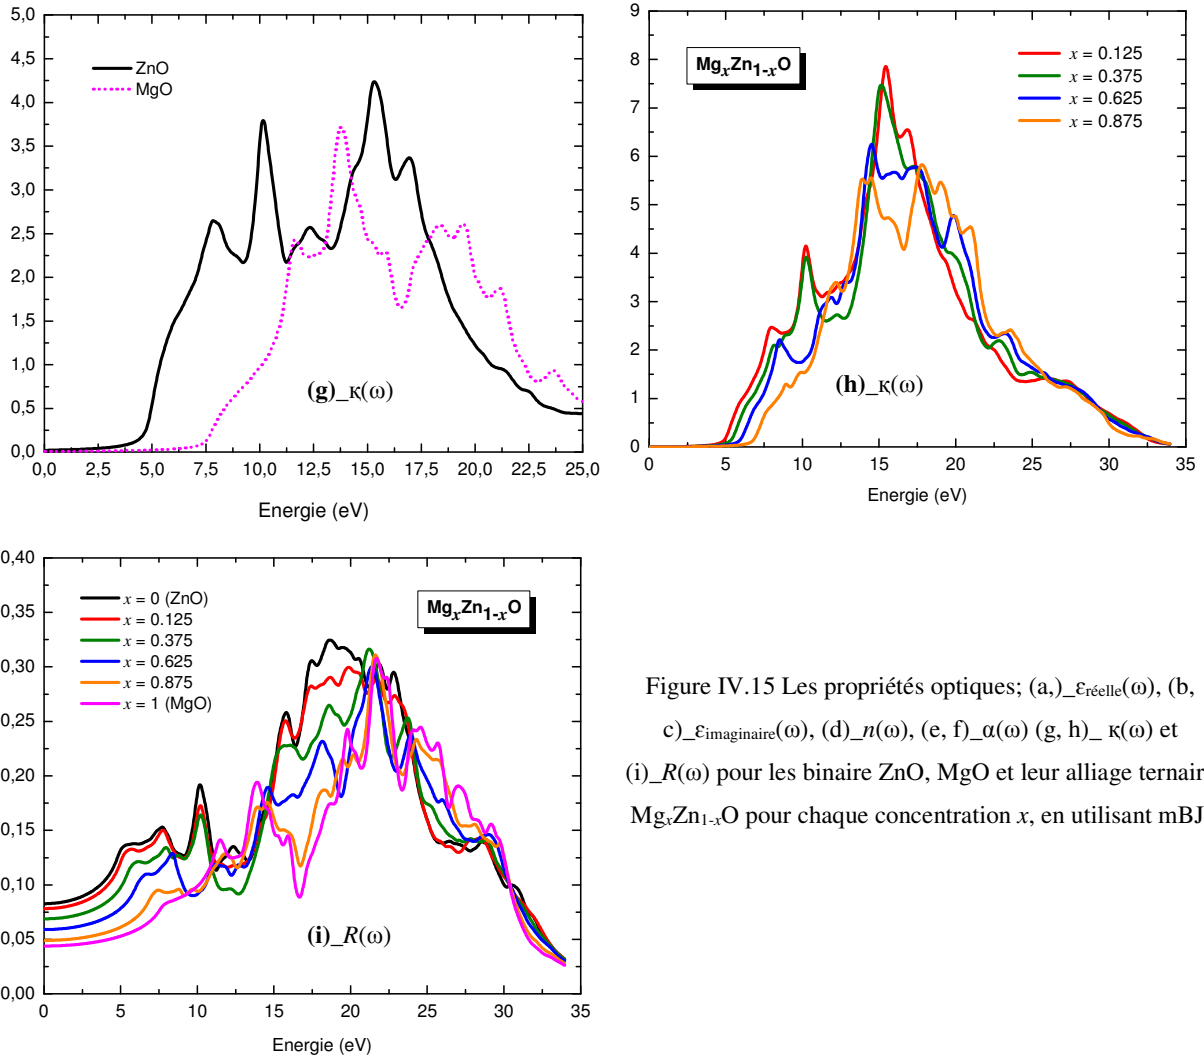 5,0
4,5
4,0
3,5
3,0
2,5
2,0
1,5
1,0
0,5
0,0
ZnO
MgO
(g)_κ(ω)
0,0 2,5 5,0 7,5 10,0 12,5 15,0 17,5 20,0 22,5 25,0
Energie (eV)
9
8
7
6
5
4
3
2
1
0
MgxZn1-xO
x = 0.125
x = 0.375
x = 0.625
x = 0.875
(h)_κ(ω)
0 5 10 15 20 25 30 35
Energie (eV)
0,40
0,35
0,30
0,25
0,20
0,15
0,10
0,05
0,00
x = 0 (ZnO)
x = 0.125
x = 0.375
x = 0.625
x = 0.875
x = 1 (MgO)
MgxZn1-xO
(i)_R(ω)
0 5 10 15 20 25 30 35
Energie (eV)
Figure IV.15 Les propriétés optiques; (a,)_εréelle(ω), (b,
c)_εimaginaire(ω), (d)_n(ω), (e, f)_α(ω) (g, h)_ κ(ω) et
(i)_R(ω) pour les binaire ZnO, MgO et leur alliage ternair
MgxZn1-xO pour chaque concentration x, en utilisant mBJ